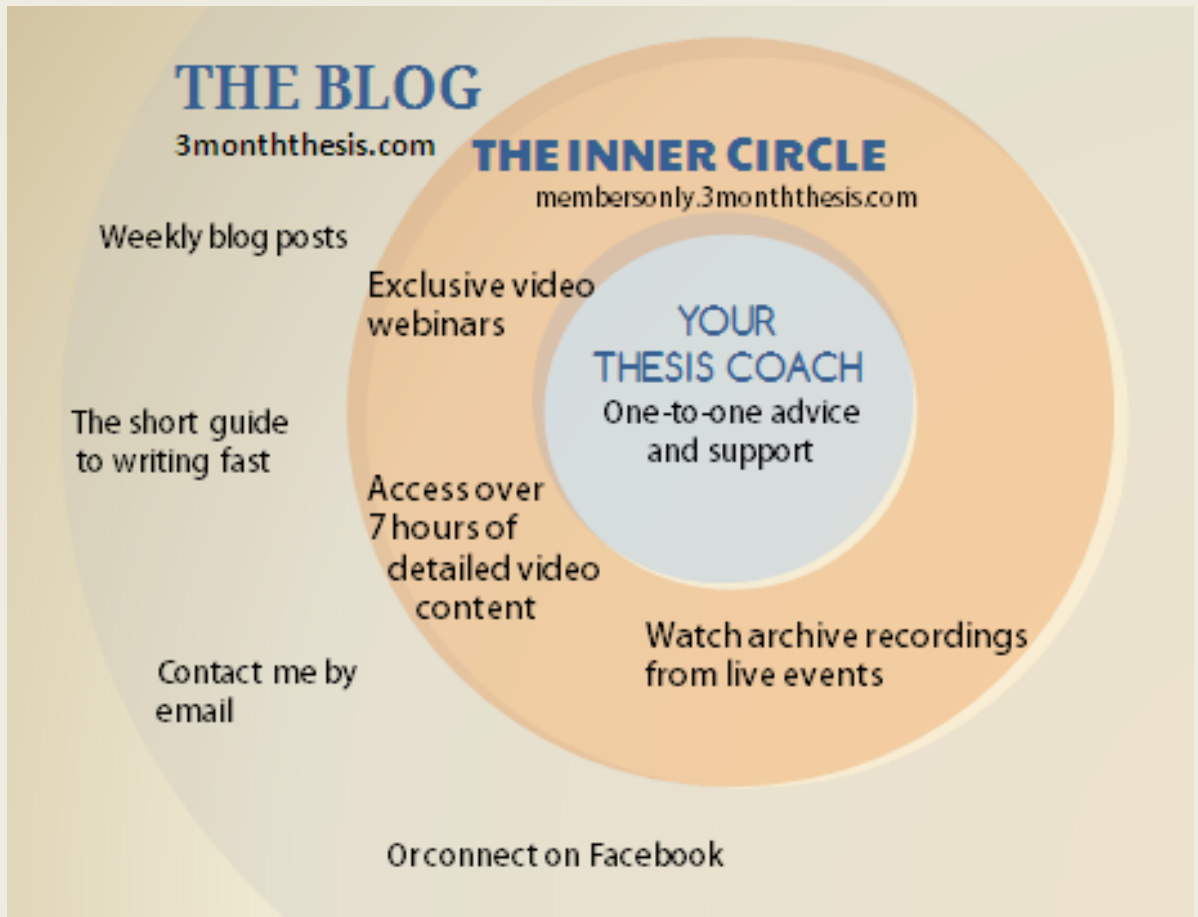 THE BLOG
3monththesis.com
THE INNER CIRCLE
membersonly.3monththesis.com
Weekly blog posts
Exclusive video
webinars
YOUR
THESIS COACH
One-to-one advice
and support
The short guide
to writing fast
Access over
7 hours of
detailed video
content
Watch archive recordings
from live events
Contact me by
email
Or connect on Facebook